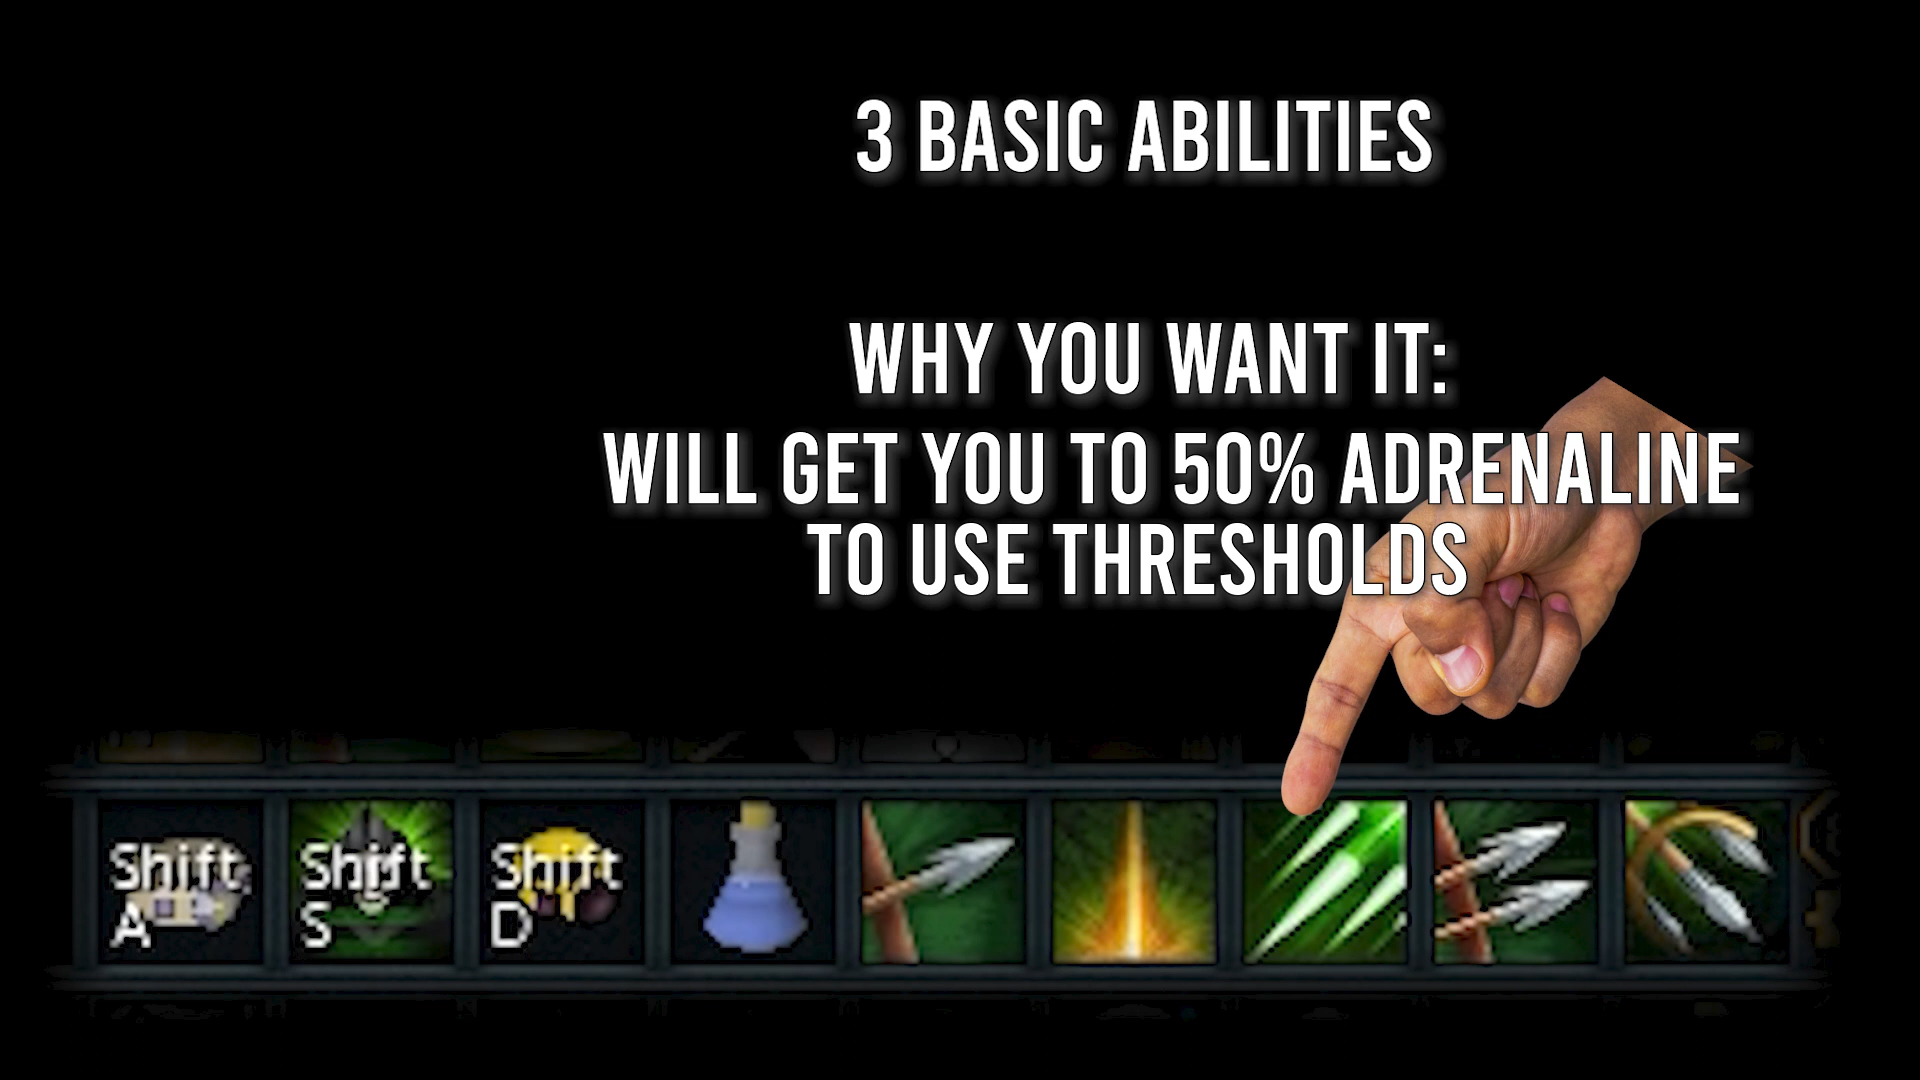 3 BASIC ABILITIES
WHY YOU WANT IT:
WILL GET YOU TO 50% ADRENALINE
TO USE THRESHOLDS
Shift
A
Shift
S
Shift
D